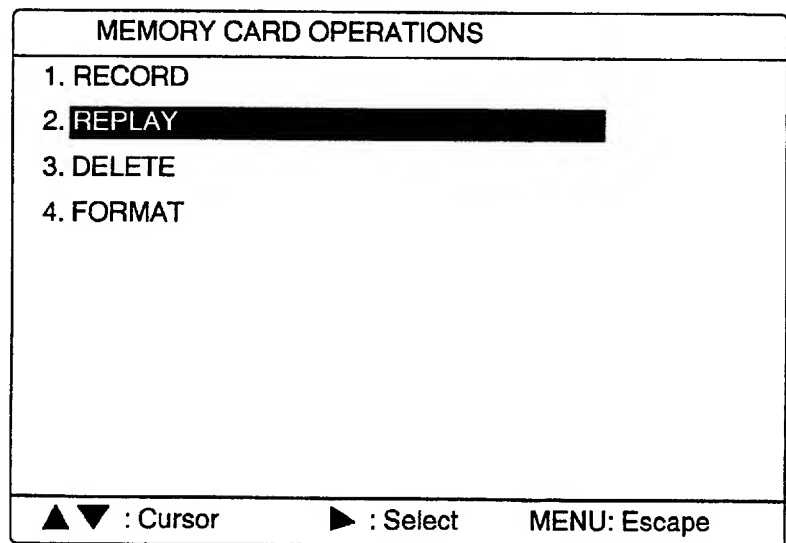 MEMORY CARD OPERATIONS
1. RECORD
2. REPLAY
3. DELETE
4. FORMAT
▲ ▼ : Cursor ▶ : Select MENU: Escape